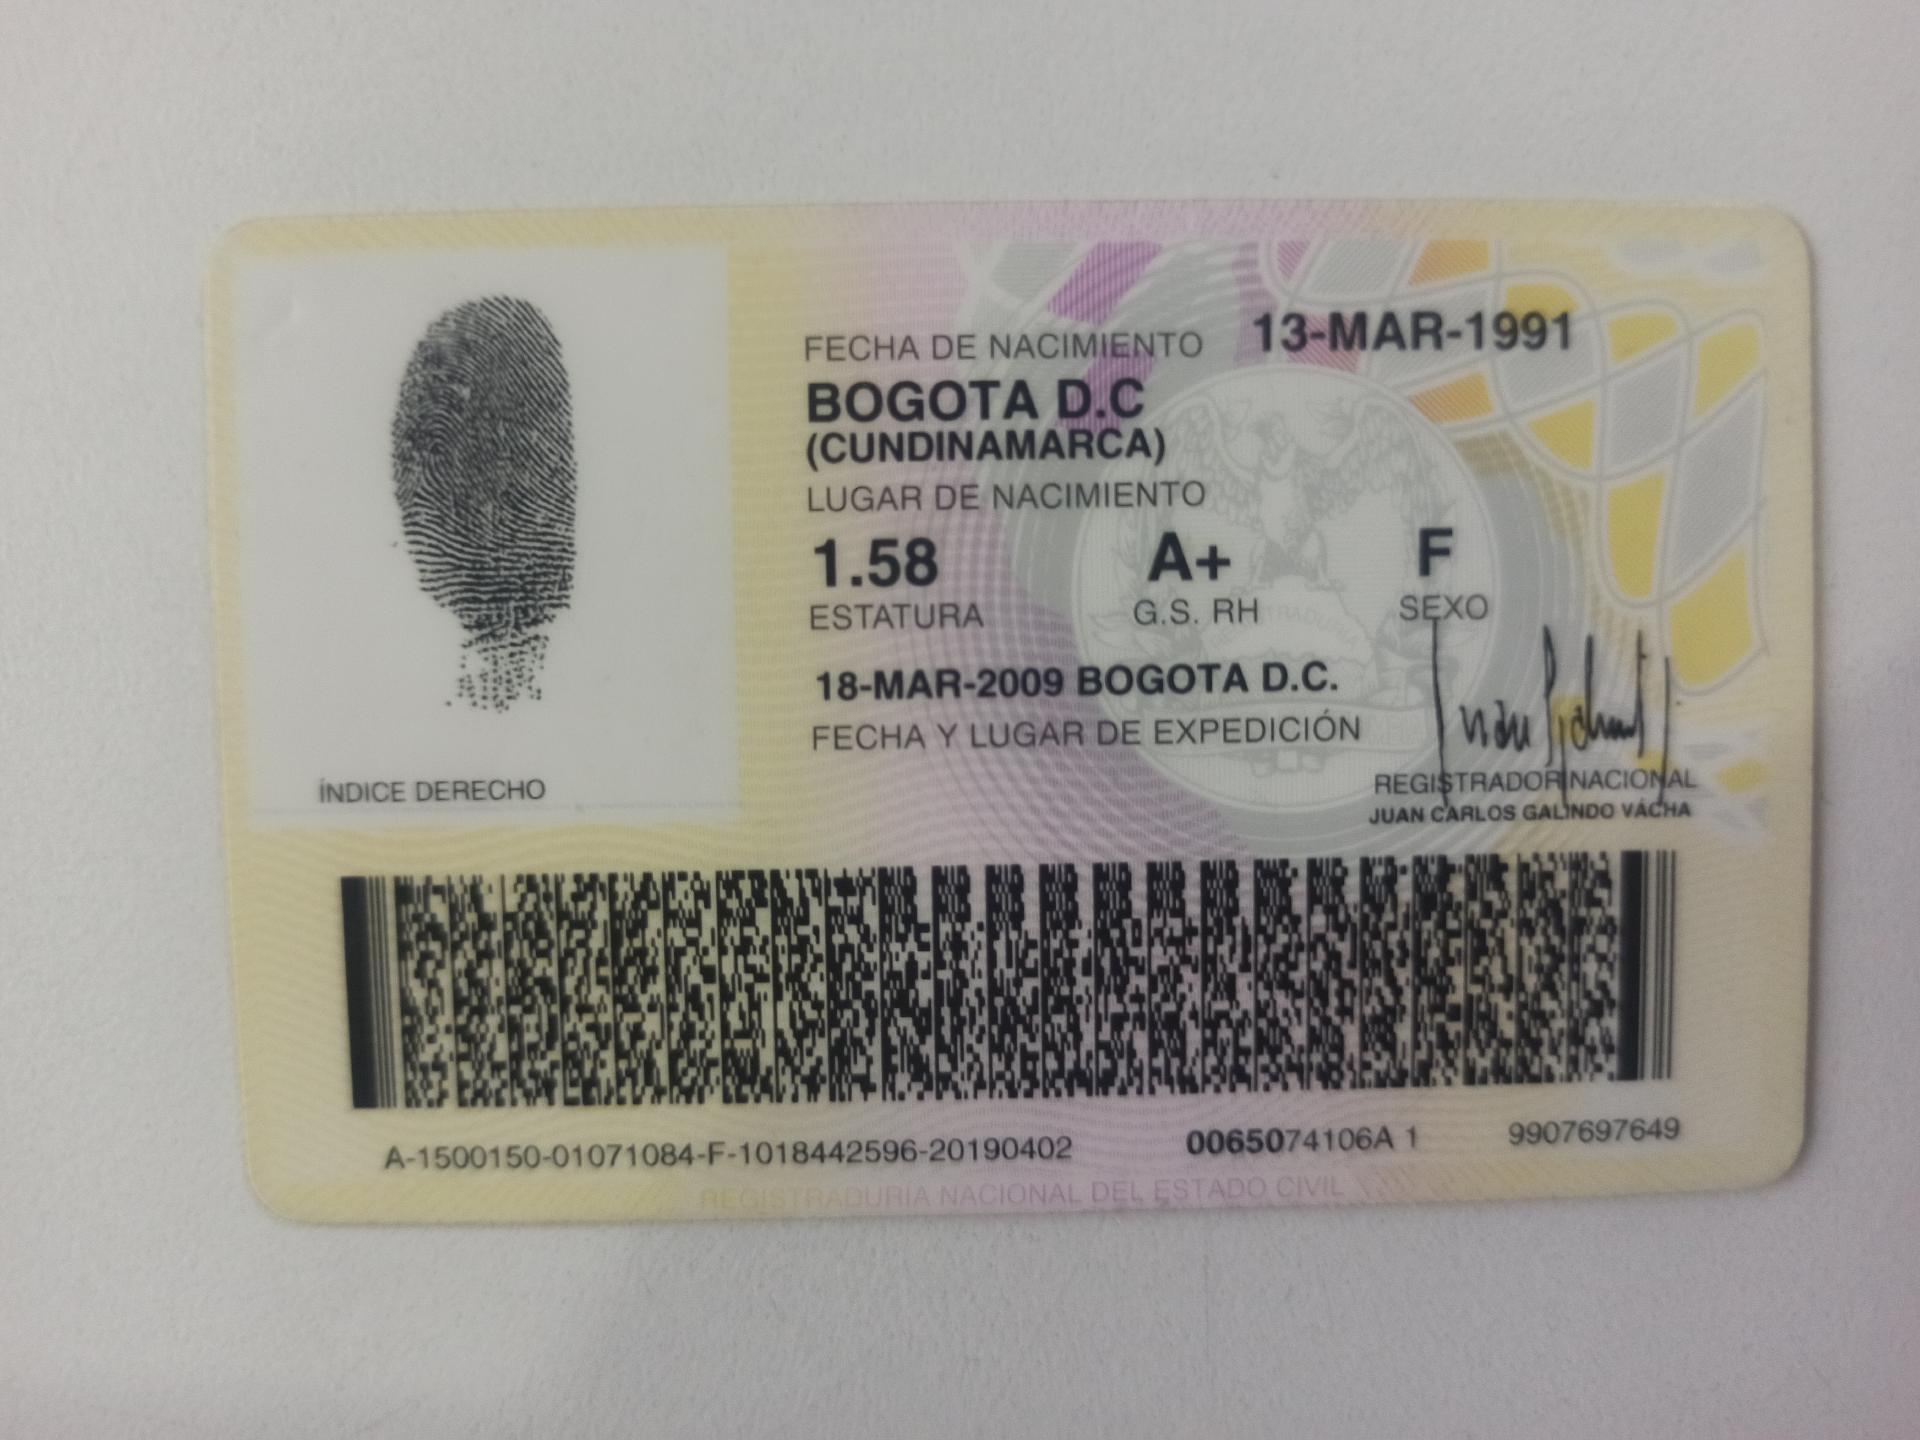 FECHA DE NACIMIENTO 13-MAR-1991
BOGOTA D.C
(CUNDINAMARCA)
LUGAR DE NACIMIENTO
1.58 A+ F
ESTATURA G.S. RH SEXO
18-MAR-2009 BOGOTA D.C.
FECHA Y LUGAR DE EXPEDICIÓN
ÍNDICE DERECHO
REGISTRADOR NACIONAL
JUAN CARLOS GALINDO VÁCHA
A-1500150-01071084-F-1018442596-20190402 0065074106A 1 9907697649
REGISTRADURIA NACIONAL DEL ESTADO CIVIL